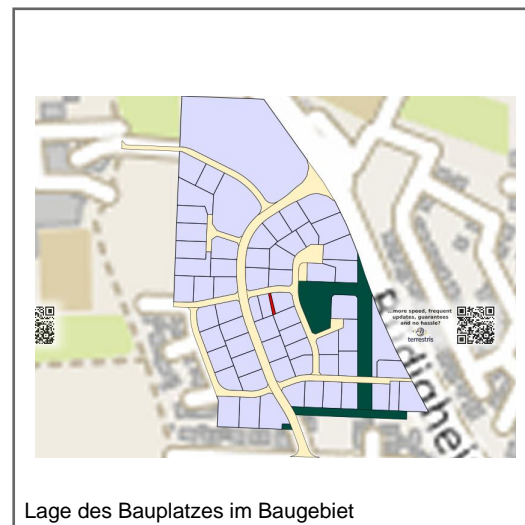 ...more speed, frequent
updates, guarantees
and no hassle?
terrestris
Lage des Bauplatzes im Baugebiet